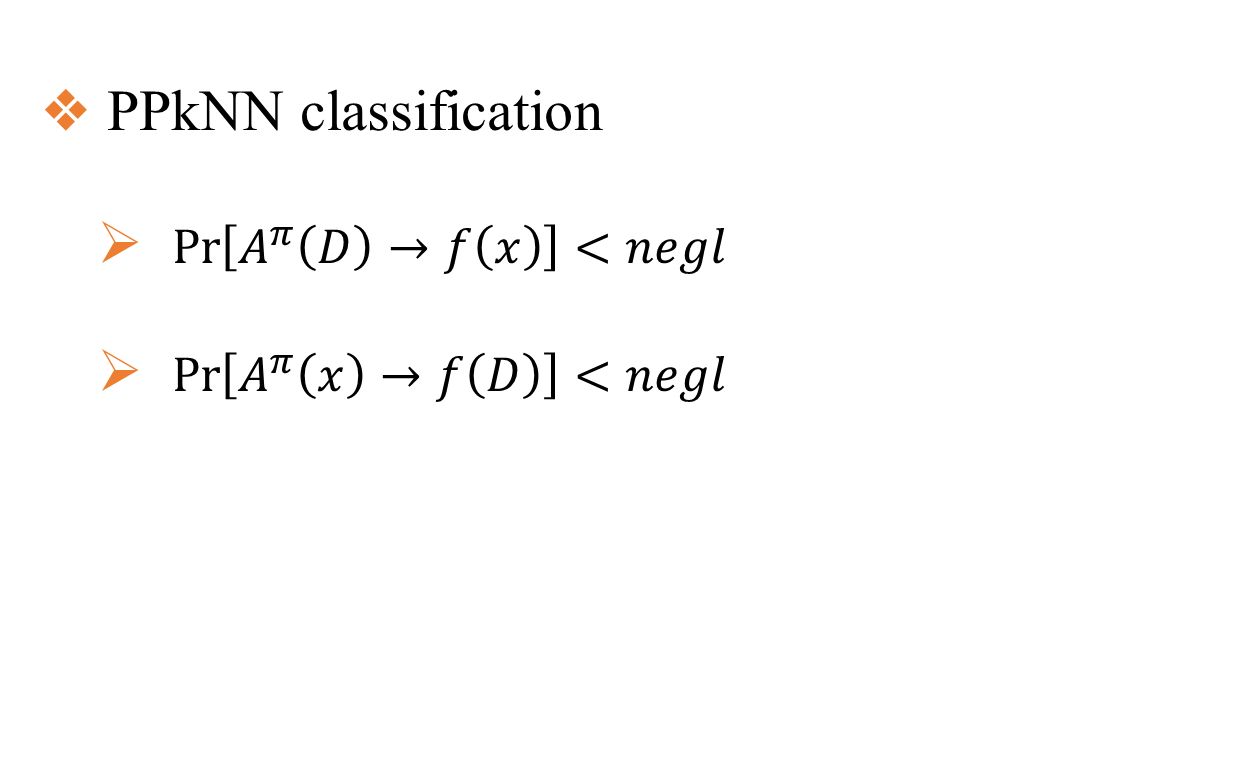 ❖ PPkNN classification
➢ Pr[𝐴^𝜋(𝐷) → 𝑓(𝑥)] < 𝑛𝑒𝑔𝑙
➢ Pr[𝐴^𝜋(𝑥) → 𝑓(𝐷)] < 𝑛𝑒𝑔𝑙